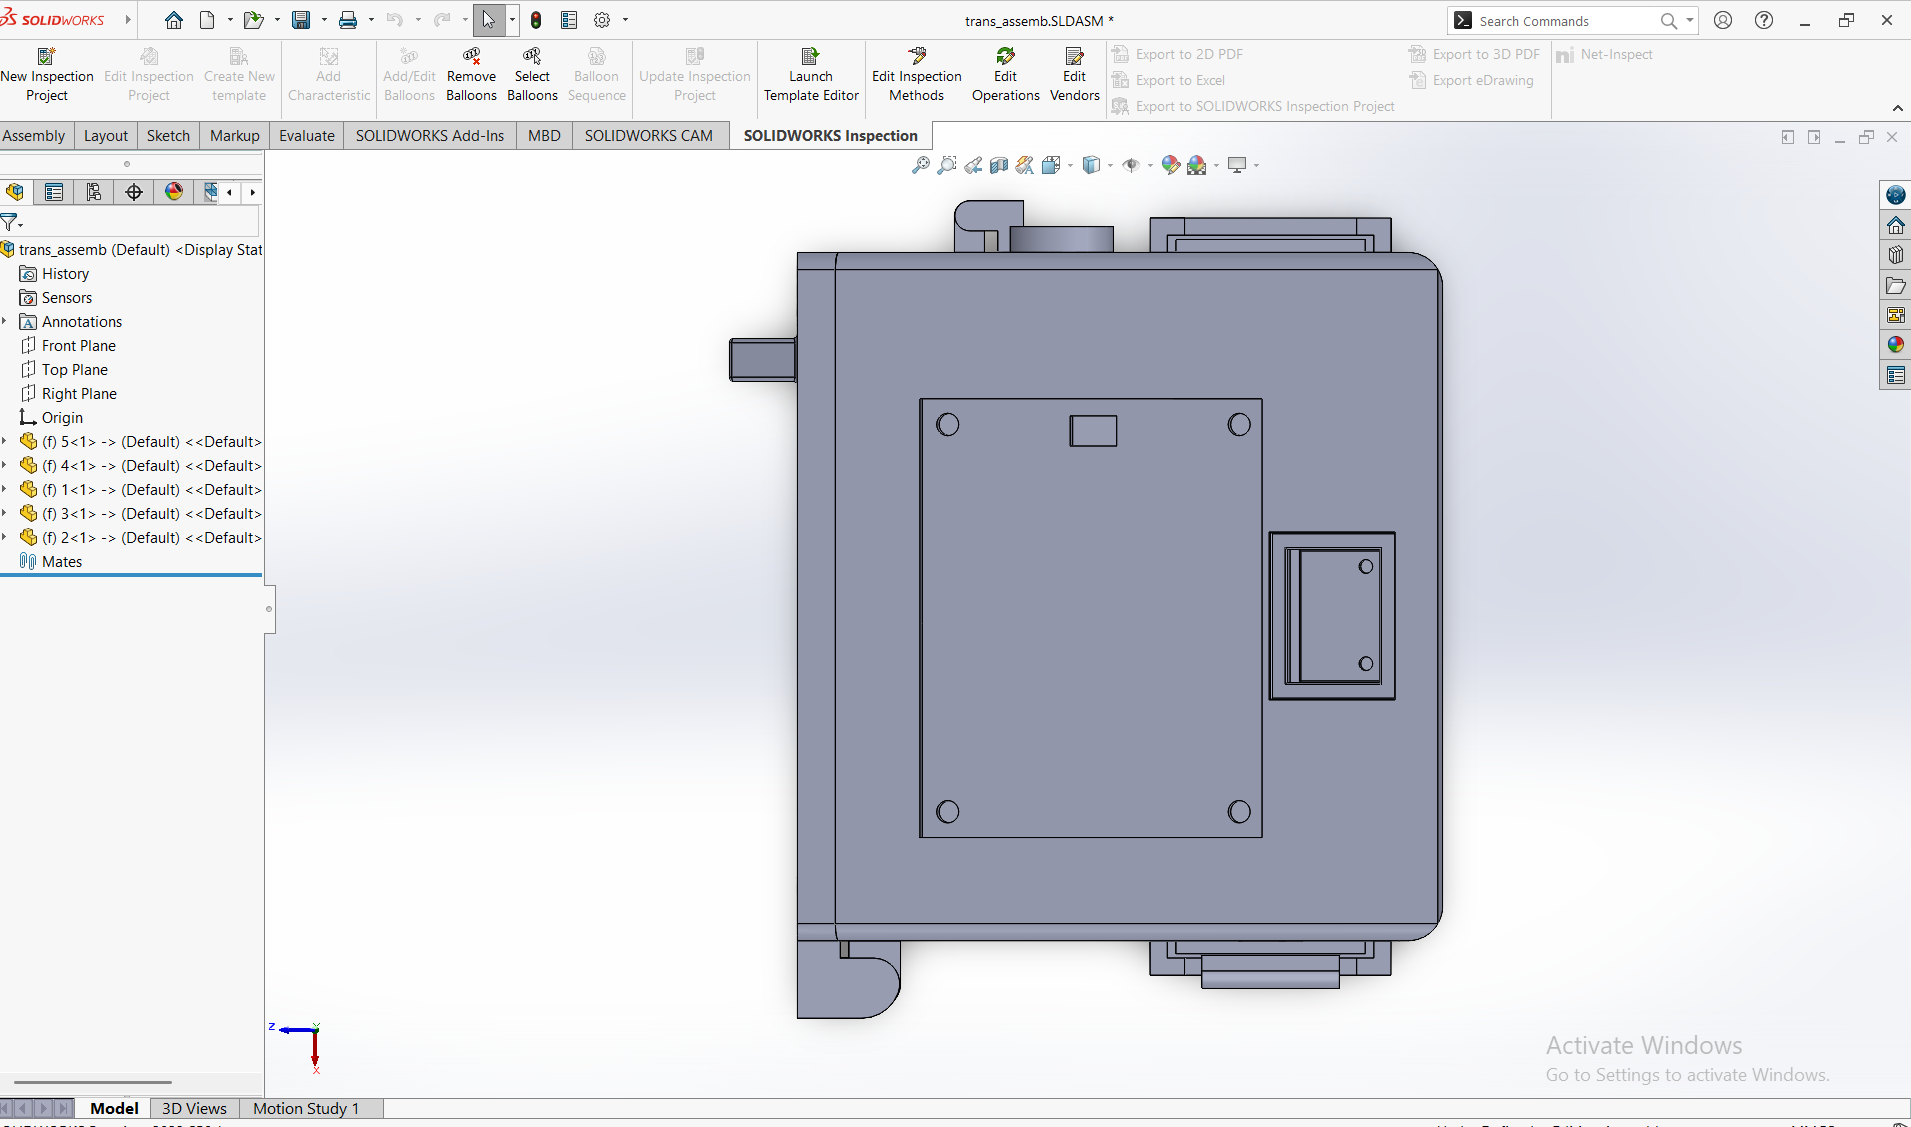 SOLIDWORKS
trans_assemb.SLDASM *
Search Commands
New Inspection Project
Edit Inspection Project
Create New template
Add Characteristic
Add/Edit Balloons
Remove Balloons
Select Balloons
Balloon Sequence
Update Inspection Project
Launch Template Editor
Edit Inspection Methods
Edit Operations
Edit Vendors
Export to 2D PDF
Export to Excel
Export to SOLIDWORKS Inspection Project
Export to 3D PDF
Export eDrawing
Net-Inspect
Assembly
Layout
Sketch
Markup
Evaluate
SOLIDWORKS Add-Ins
MBD
SOLIDWORKS CAM
SOLIDWORKS Inspection
trans_assemb (Default) <Display Stat
History
Sensors
Annotations
Front Plane
Top Plane
Right Plane
Origin
(f) 5<1> -> (Default) <<Default>
(f) 4<1> -> (Default) <<Default>
(f) 1<1> -> (Default) <<Default>
(f) 3<1> -> (Default) <<Default>
(f) 2<1> -> (Default) <<Default>
Mates
Z
Y
X
Activate Windows
Go to Settings to activate Windows.
Model
3D Views
Motion Study 1